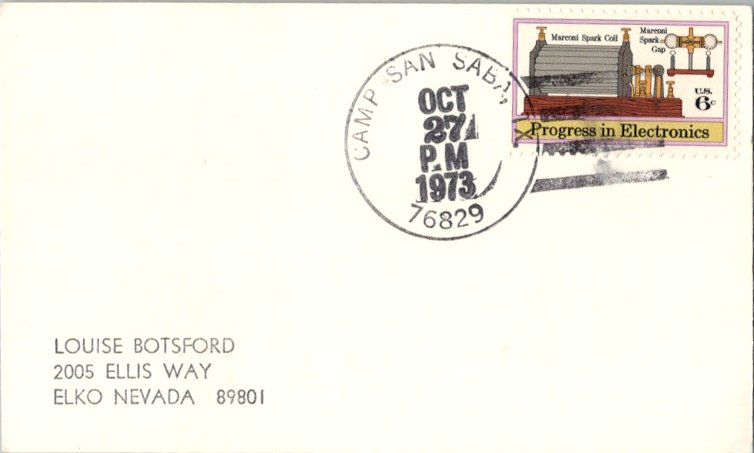 CAMP SAN SABA, TX
OCT
27
P.M
1973
76829
Marconi Spark Coil
Marconi
Spark
Gap
U.S.
6c
Progress in Electronics
LOUISE BOTSFORD
2005 ELLIS WAY
ELKO NEVADA 89801